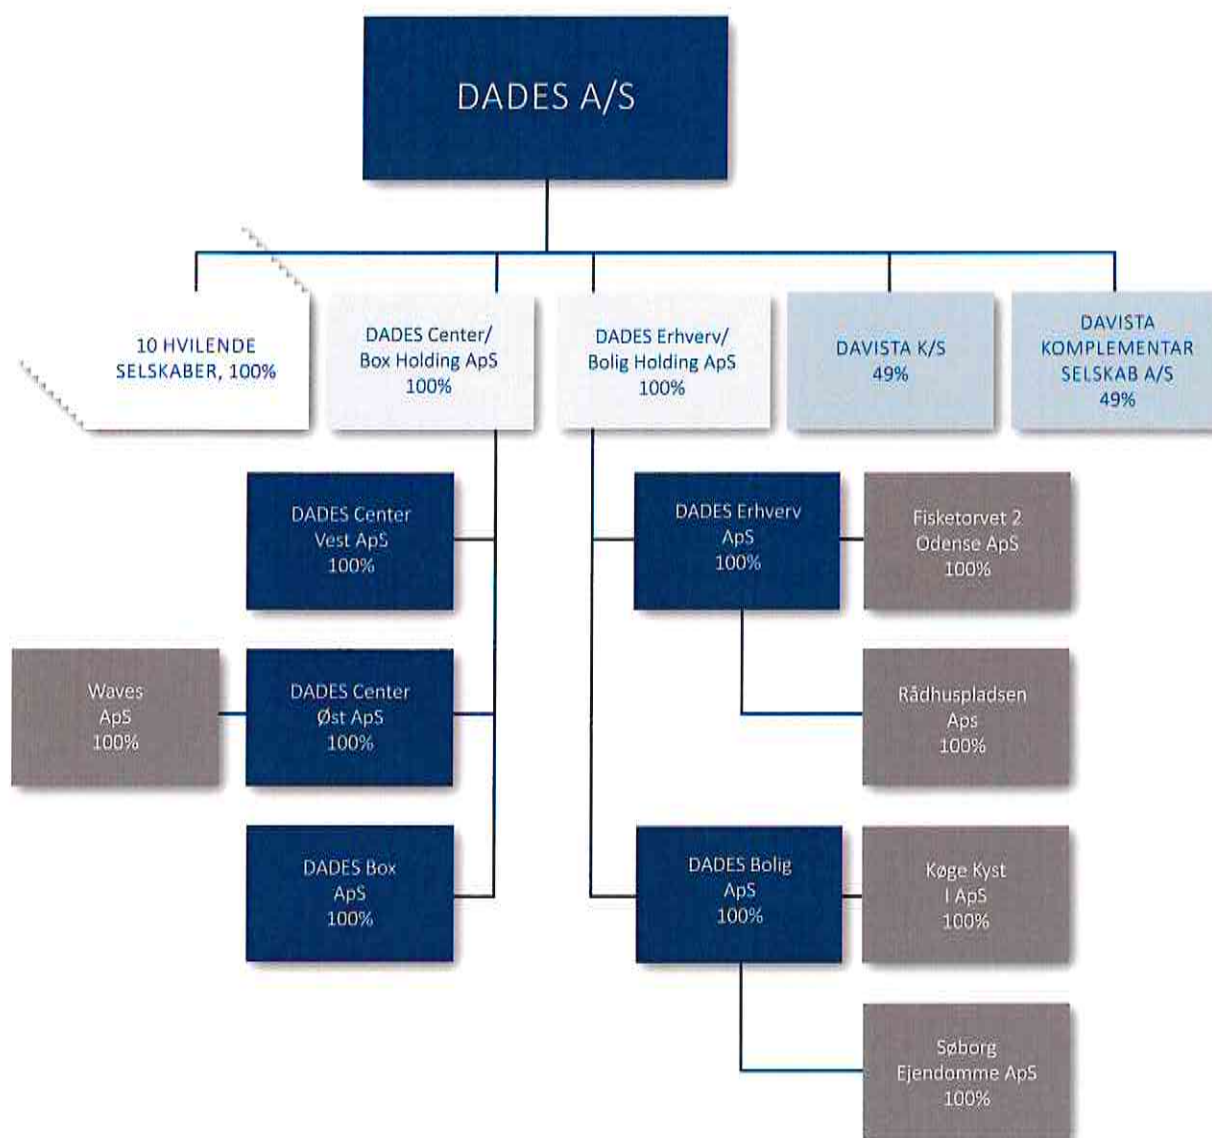 DADES A/S
10 HVILENDE
SELSKABER, 100%
DADES Center/
Box Holding ApS
100%
DADES Erhverv/
Bolig Holding ApS
100%
DAVISTA K/S
49%
DAVISTA
KOMPLEMENTAR
SELSKAB A/S
49%
DADES Center
Vest ApS
100%
DADES Erhverv
ApS
100%
Fisketorvet 2
Odense ApS
100%
Waves
ApS
100%
DADES Center
Øst ApS
100%
Rådhuspladsen
Aps
100%
DADES Box
ApS
100%
DADES Bolig
ApS
100%
Køge Kyst
I ApS
100%
Søborg
Ejendomme ApS
100%